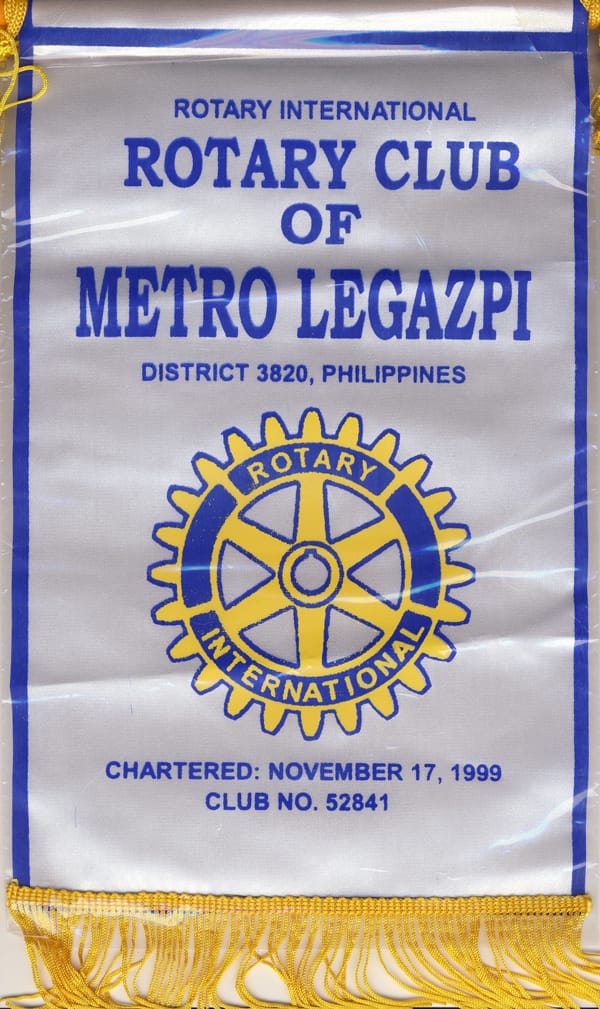 ROTARY INTERNATIONAL
ROTARY CLUB
OF
METRO LEGAZPI
DISTRICT 3820, PHILIPPINES
ROTARY
INTERNATIONAL
CHARTERED: NOVEMBER 17, 1999
CLUB NO. 52841